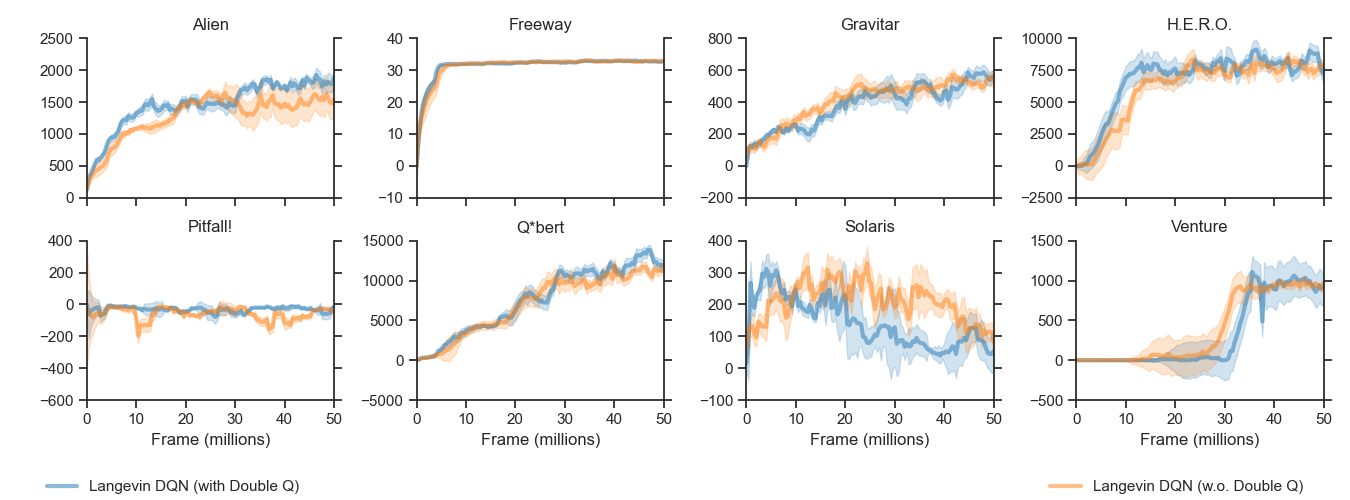 Alien Freeway Gravitar H.E.R.O.
2500 40 800 10000
2000 30 600 7500
1500 20 400 5000
1000 10 200 2500
500 0 0 0
0 −10 −200 −2500
Pitfall! Q*bert Solaris Venture
400 15000 400 1500
200 10000 300 1000
0 5000 200 500
−200 0 100 0
−400 −5000 0 −500
−600 −100
0 10 20 30 40 50 0 10 20 30 40 50 0 10 20 30 40 50 0 10 20 30 40 50
Frame (millions) Frame (millions) Frame (millions) Frame (millions)
Langevin DQN (with Double Q) Langevin DQN (w.o. Double Q)